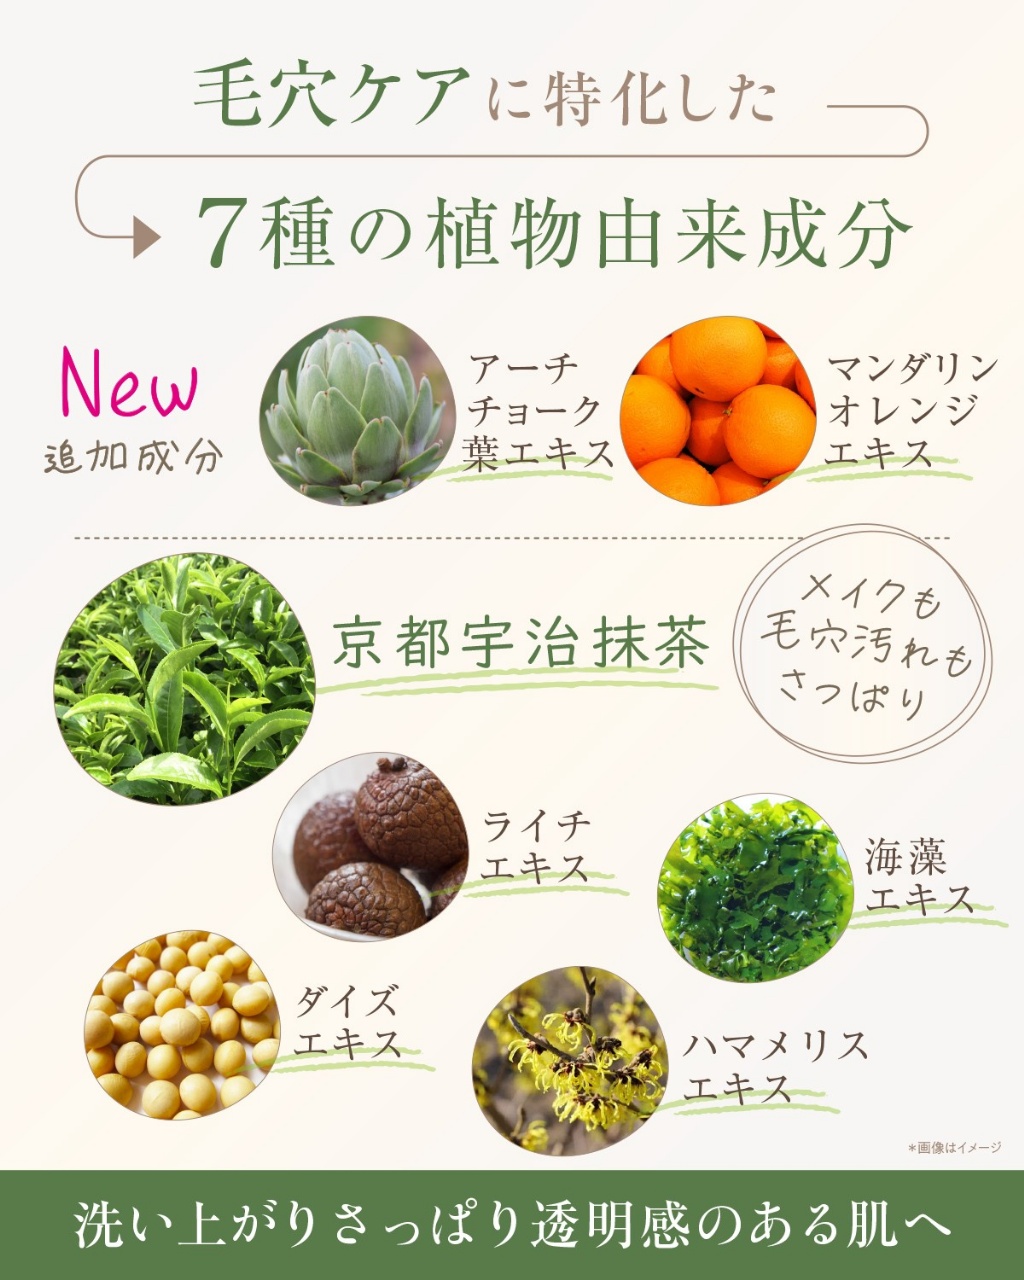 毛穴ケアに特化した
7種の植物由来成分
New
追加成分
アーチ
チョーク
葉エキス
マンダリン
オレンジ
エキス
京都宇治抹茶
メイクも
毛穴汚れも
さっぱり
ライチ
エキス
海藻
エキス
ダイズ
エキス
ハマメリス
エキス
*画像はイメージ
洗い上がりさっぱり透明感のある肌へ